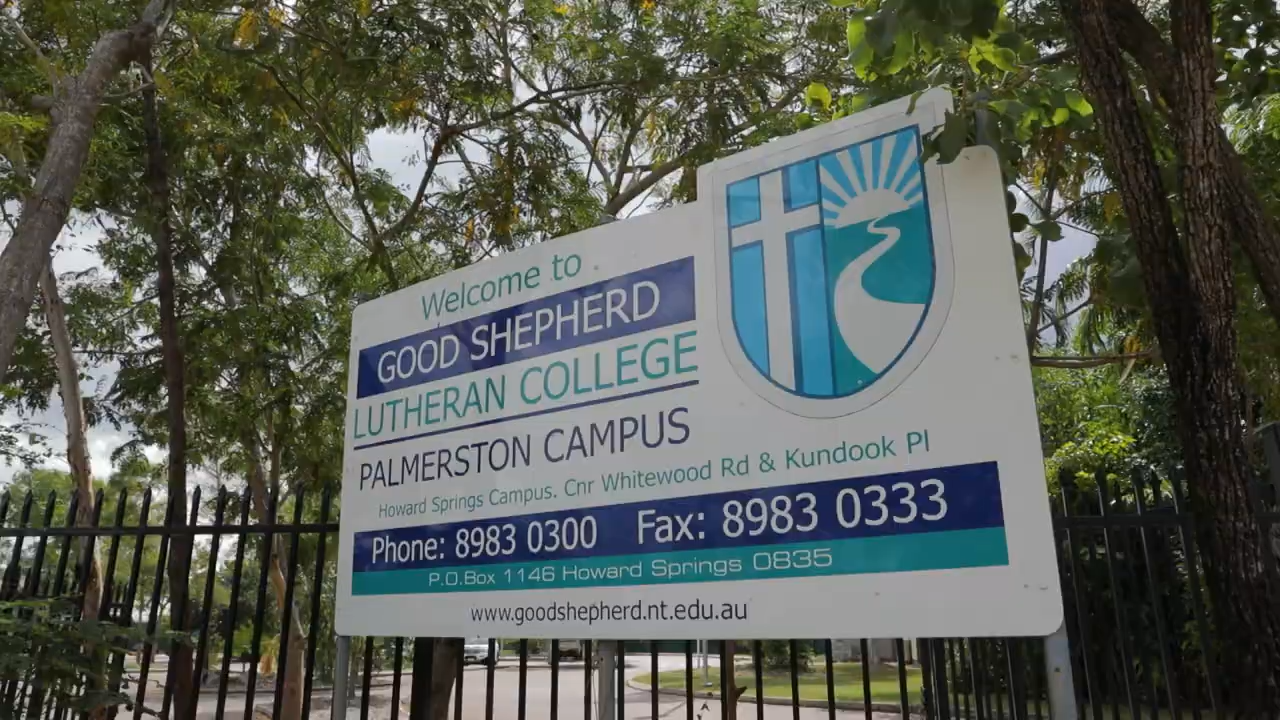 Welcome to
GOOD SHEPHERD
LUTHERAN COLLEGE
PALMERSTON CAMPUS
Howard Springs Campus. Cnr Whitewood Rd & Kundook Pl
Phone: 8983 0300 Fax: 8983 0333
P.O.Box 1146 Howard Springs 0835
www.goodshepherd.nt.edu.au